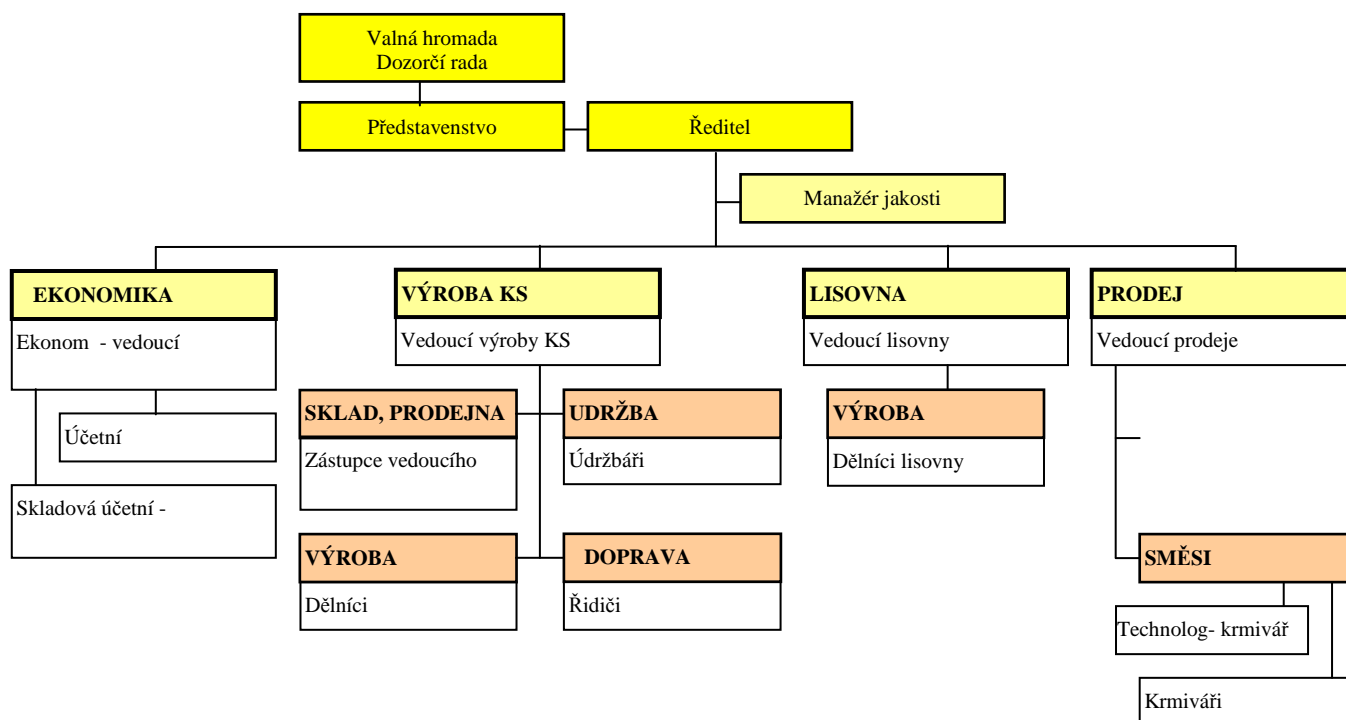 Valná hromada
Dozorčí rada
Představenstvo
Ředitel
Manažér jakosti
EKONOMIKA
Ekonom - vedoucí
Účetní
Skladová účetní -
VÝROBA KS
Vedoucí výroby KS
SKLAD, PRODEJNA
Zástupce vedoucího
UDRŽBA
Údržbáři
VÝROBA
Dělníci
DOPRAVA
Řidiči
LISOVNA
Vedoucí lisovny
VÝROBA
Dělníci lisovny
PRODEJ
Vedoucí prodeje
SMĚSI
Technolog- krmivář
Krmiváři